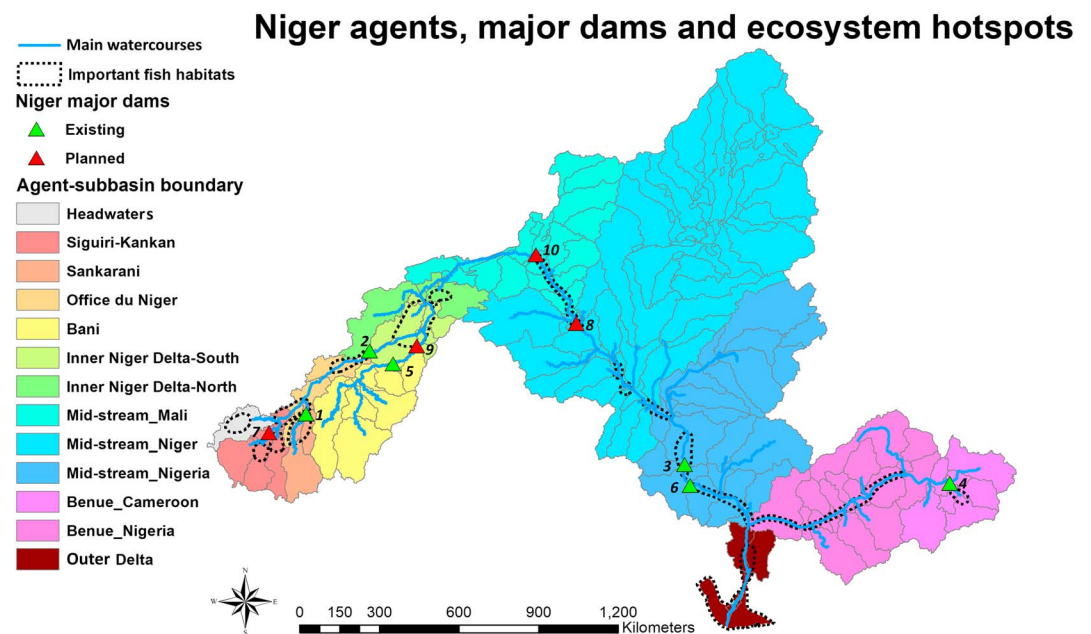 Niger agents, major dams and ecosystem hotspots
Main watercourses
Important fish habitats
Niger major dams
Existing
Planned
Agent-subbasin boundary
Headwaters
Siguiri-Kankan
Sankarani
Office du Niger
Bani
Inner Niger Delta-South
Inner Niger Delta-North
Mid-stream_Mali
Mid-stream_Niger
Mid-stream_Nigeria
Benue_Cameroon
Benue_Nigeria
Outer Delta
10
8
2
9
5
1
7
3
6
4
N
W E
S
0 150 300 600 900 1,200
Kilometers